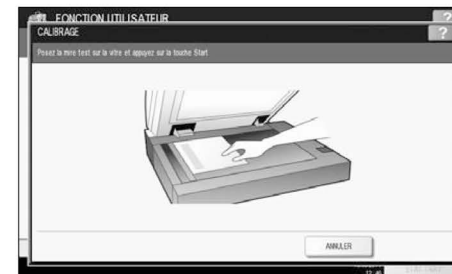 FONCTION UTILISATEUR
?
CALIBRAGE
?
Posez la mire test sur la vitre et appuyez sur la touche Start
ANNULER